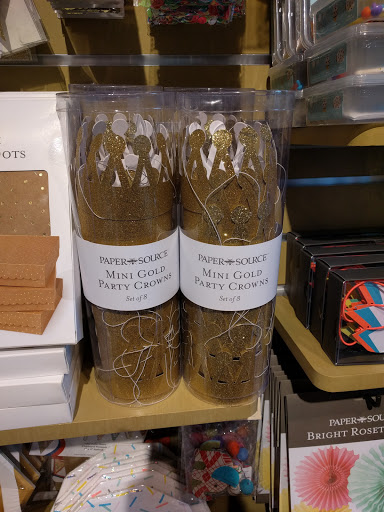 OTS
PAPER SOURCE
MINI GOLD
PARTY CROWNS
Set of 8
PAPER SOURCE
MINI GOLD
PARTY CROWNS
Set of 8
PAPER SOURCE
BRIGHT ROSET